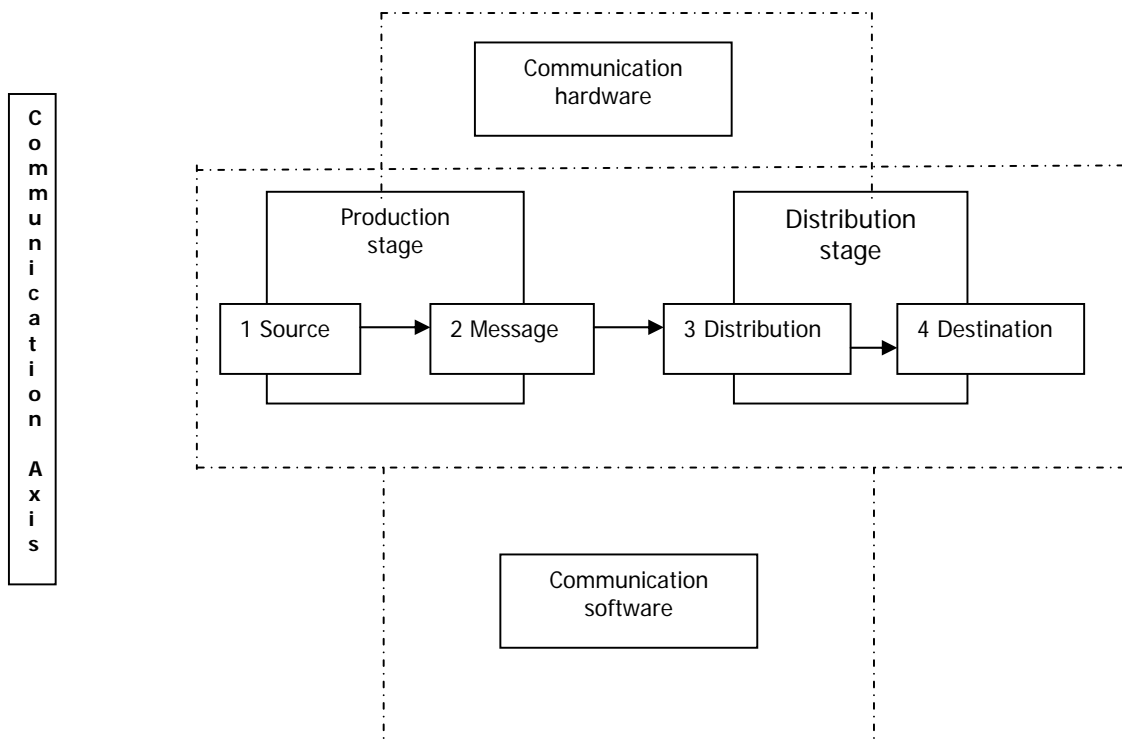 Communication
hardware
Communication Axis
Production
stage
Distribution
stage
1 Source
2 Message
3 Distribution
4 Destination
Communication
software